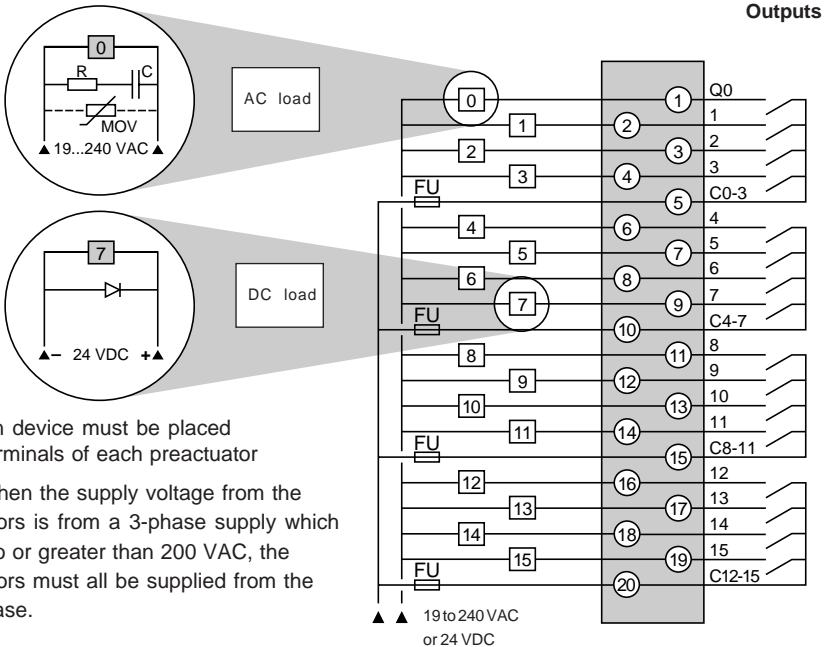 Outputs
0
R
C
MOV
19...240 VAC
AC load
7
– 24 VDC +
DC load
0 1 Q0
1 2 1
2 3 2
3 4 3
FU 5 C0-3
4 6 4
5 7 5
6 8 6
7 9 7
FU 10 C4-7
8 11 8
9 12 9
10 13 10
11 14 11
FU 15 C8-11
12 16 12
13 17 13
14 18 14
15 19 15
FU 20 C12-15
19 to 240 VAC
or 24 VDC
device must be placed
of each preactuator
the supply voltage from the
is from a 3-phase supply which
or greater than 200 VAC, the
must all be supplied from the